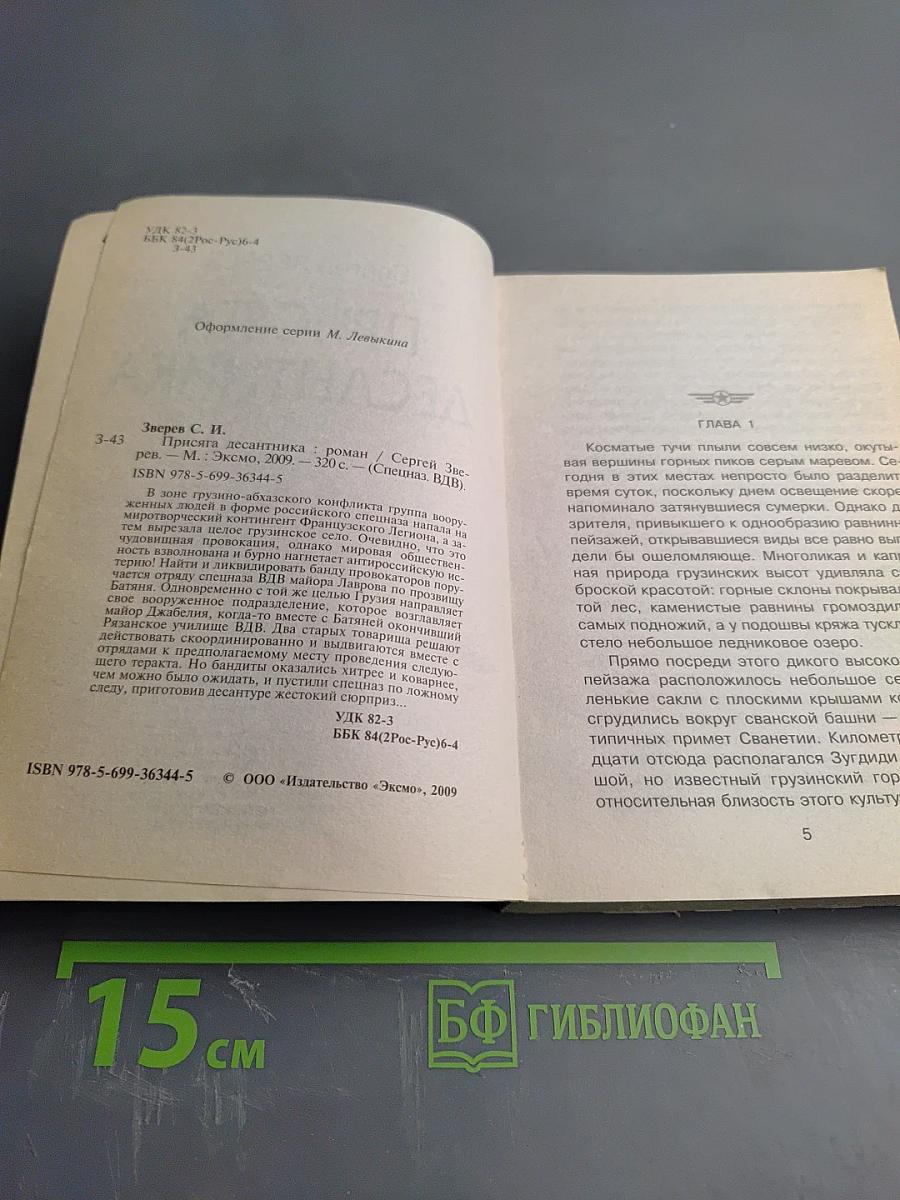 УДК 82-3
ББК 84(2Рос-Рус)6-4
З-43
Оформление серии М. Левыкина
Зверев С. И.
З-43 Присяга десантника : роман / Сергей Зве-
рев. — М. : Эксмо, 2009. — 320 с. — (Спецназ. ВДВ).
ISBN 978-5-699-36344-5
В зоне грузино-абхазского конфликта группа воору-
женных людей в форме российского спецназа напала на
миротворческий контингент Французского Легиона, а за-
тем вырезала целое грузинское село. Очевидно, что это
чудовищная провокация, однако мировая обществен-
ность взволнована и бурно нагнетает антироссийскую ис-
терию! Найти и ликвидировать банду провокаторов пору-
чается отряду спецназа ВДВ майора Лаврова по прозвищу
Батяня. Одновременно с той же целью Грузия направляет
свое вооруженное подразделение, которое возглавляет
майор Джабелия, когда-то вместе с Батяней окончивший
Рязанское училище ВДВ. Два старых товарища решают
действовать скоординированно и выдвигаются вместе с
отрядами к предполагаемому месту проведения следую-
щего теракта. Но бандиты оказались хитрее и коварнее,
чем можно было ожидать, и пустили спецназ по ложному
следу, приготовив десантуре жестокий сюрприз...
УДК 82-3
ББК 84(2Рос-Рус)6-4
ISBN 978-5-699-36344-5 © ООО «Издательство «Эксмо», 2009
ГЛАВА 1
Косматые тучи плыли совсем низко, окуты-
вая вершины горных пиков серым маревом. Се-
годня в этих местах непросто было разделит
время суток, поскольку днем освещение скоре
напоминало затянувшиеся сумерки. Однако д
зрителя, привыкшего к однообразию равнинн
пейзажей, открывавшиеся виды все равно выг
дели бы ошеломляюще. Многоликая и капр
ная природа грузинских высот удивляла с
броской красотой: горные склоны покрывал
той лес, каменистые равнины громоздил
самых подножий, а у подошвы кряжа тускл
стело небольшое ледниковое озеро.
Прямо посреди этого дикого высоко
пейзажа расположилось небольшое се
ленькие сакли с плоскими крышами ко
сгрудились вокруг сванской башни —
типичных примет Сванетии. Километр
дцати отсюда располагался Зугдиди
шой, но известный грузинский гор
относительная близость этого культу
5
15 см
БФ ГИБЛИОФАН